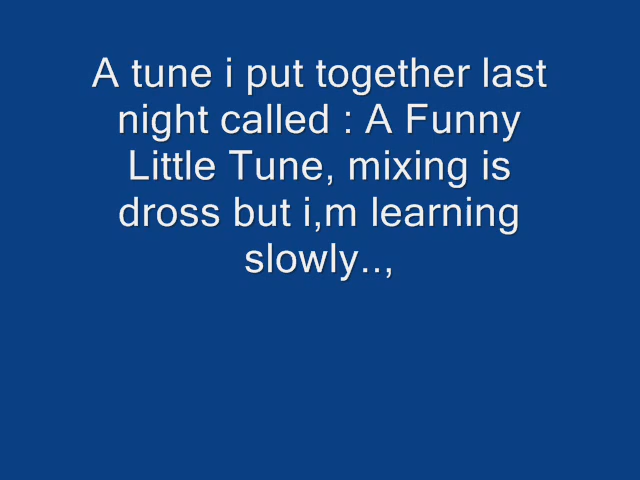 A tune i put together last
night called : A Funny
Little Tune, mixing is
dross but i,m learning
slowly..,